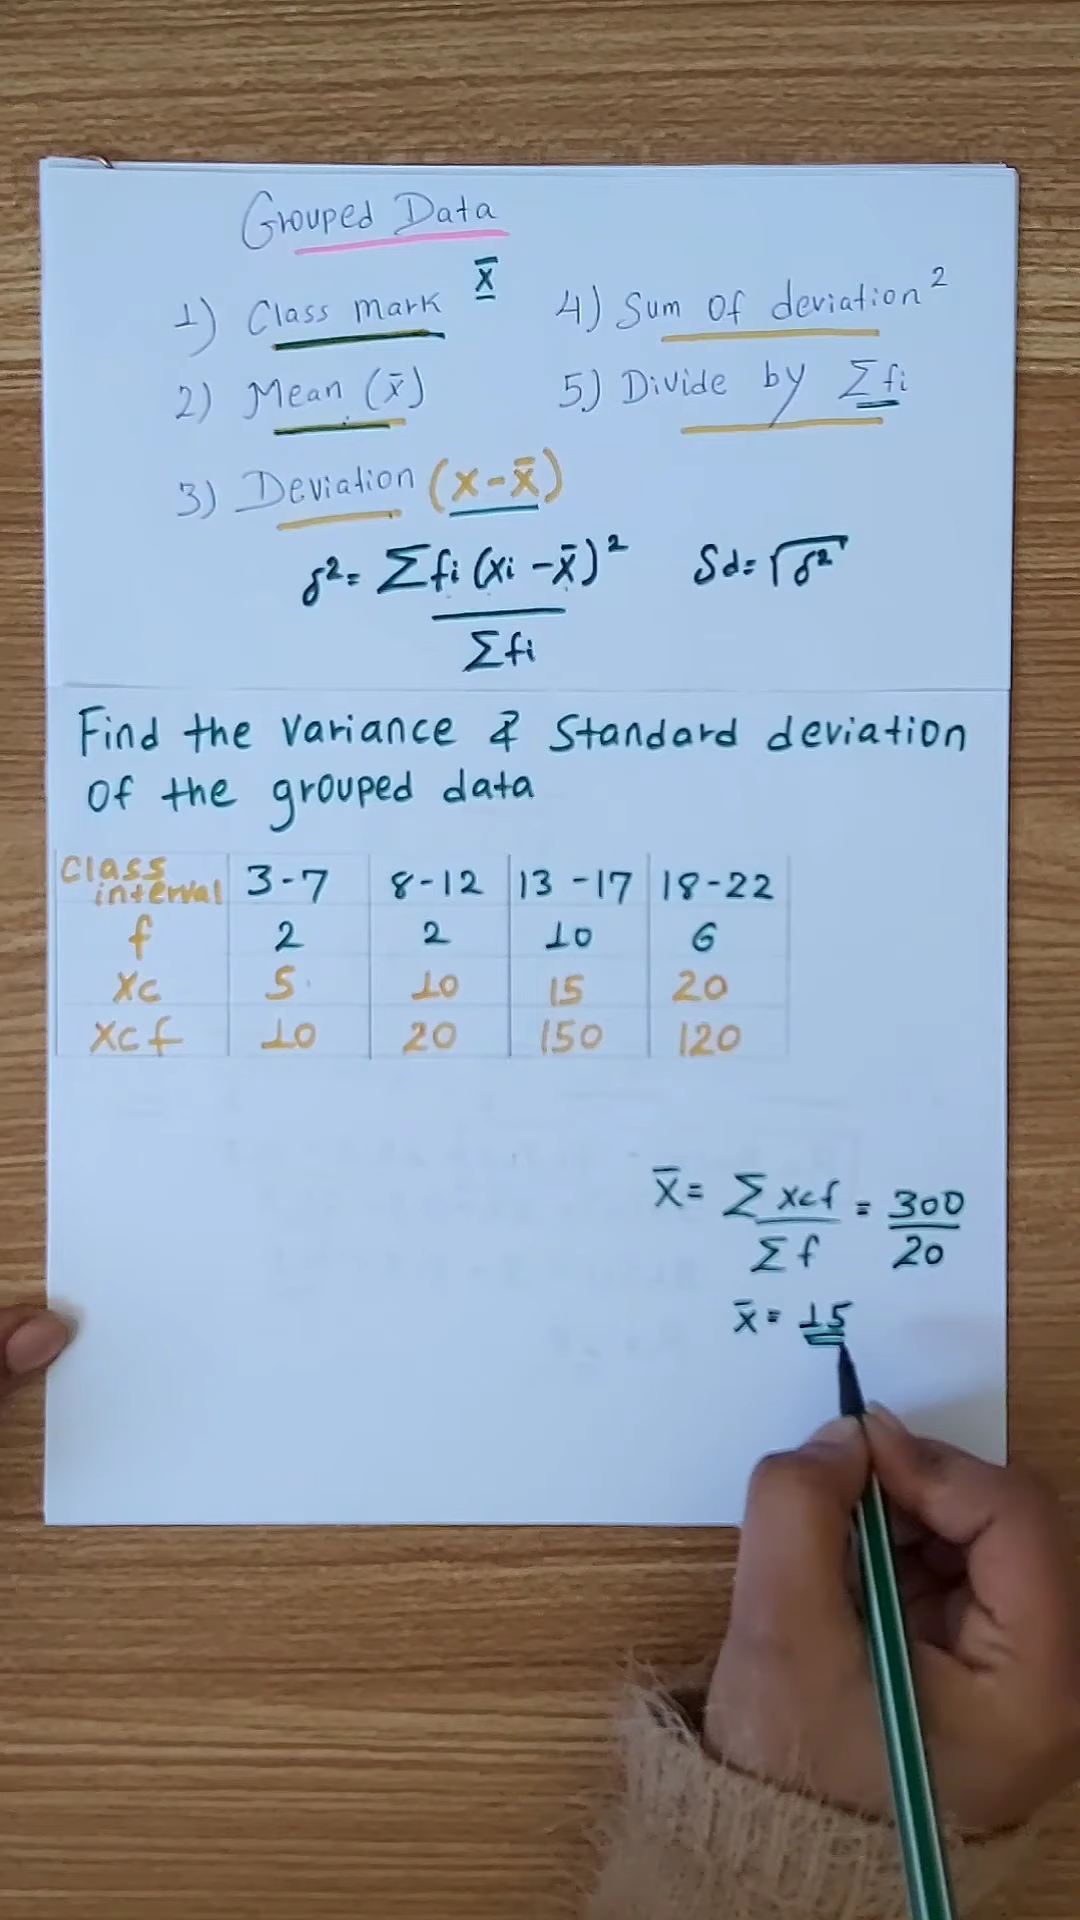 Grouped Data
1) Class mark x̄
2) Mean (x̄)
3) Deviation (x-x̄)
4) Sum of deviation²
5) Divide by Σfi
δ² = Σfi (xi - x̄)²
Σfi
Sd = √δ²
Find the variance & Standard deviation
of the grouped data
Class interval 3-7 8-12 13-17 18-22
f 2 2 10 6
xc 5 10 15 20
xcf 10 20 150 120
x̄ = Σxcf = 300
Σf 20
x̄ = 15